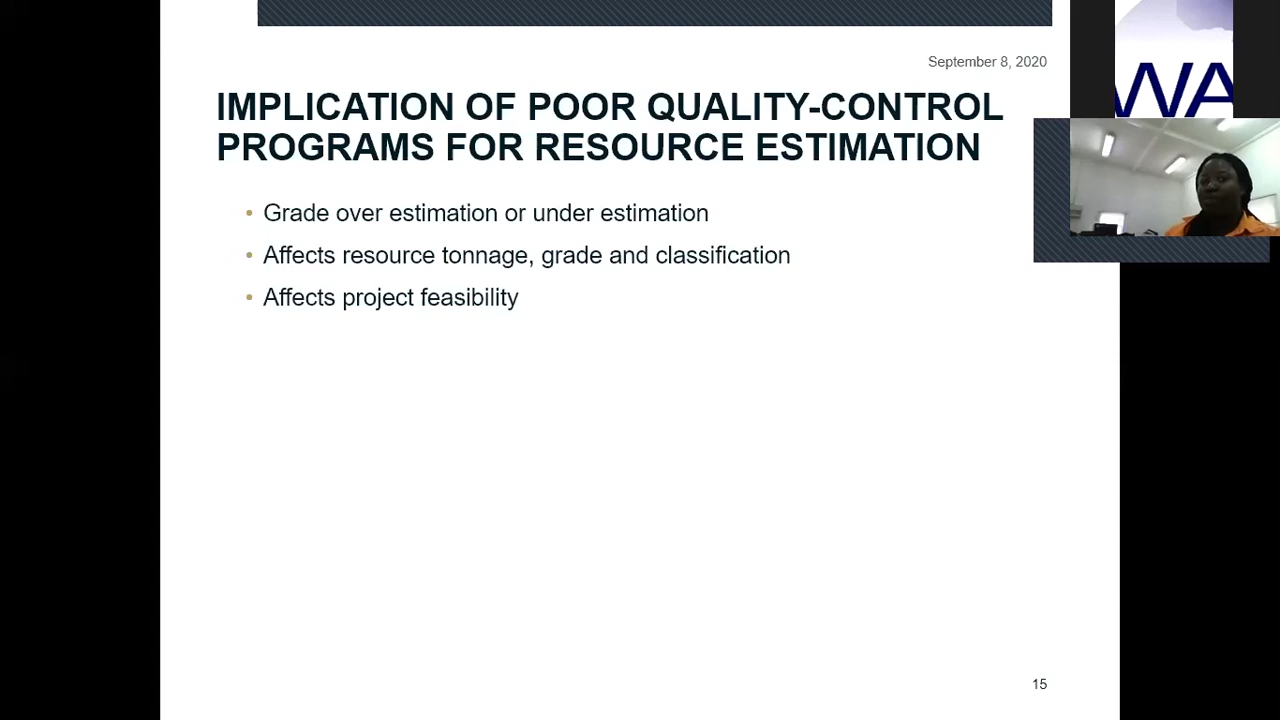 September 8, 2020
WA
IMPLICATION OF POOR QUALITY-CONTROL
PROGRAMS FOR RESOURCE ESTIMATION
• Grade over estimation or under estimation
• Affects resource tonnage, grade and classification
• Affects project feasibility
15